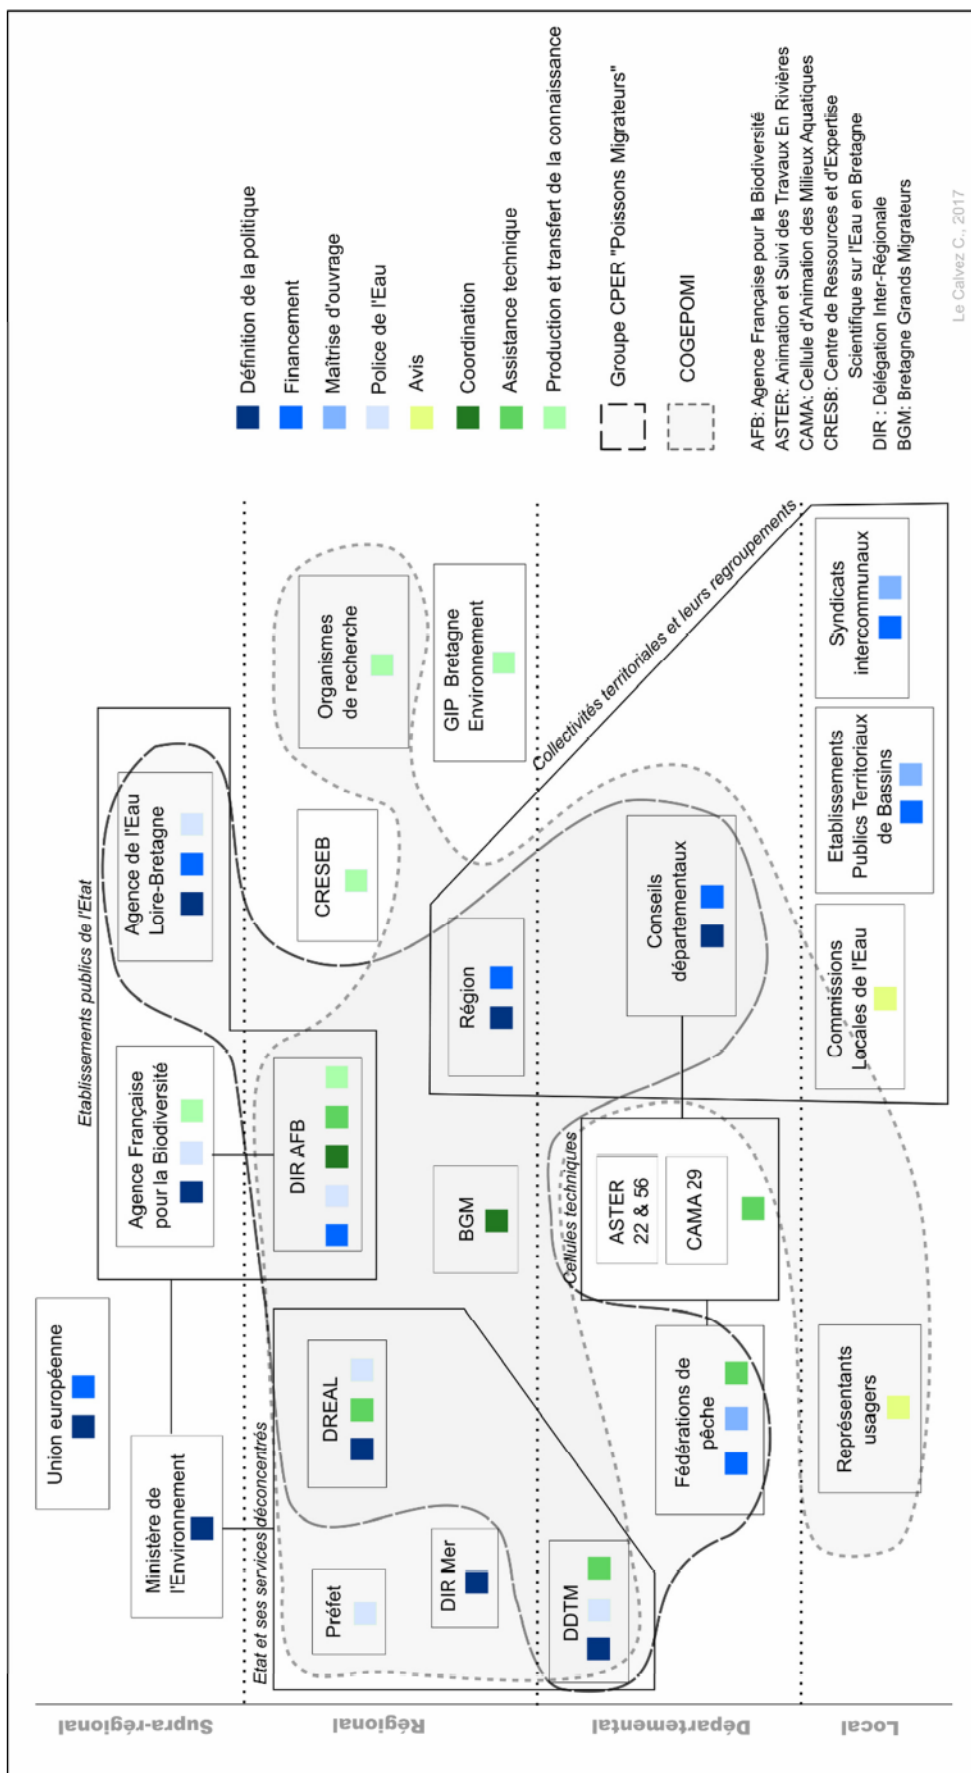 Supra-régional
Régional
Départemental
Local
Union européenne
Ministère de
l'Environnement
Etablissements publics de l'Etat
Agence Française
pour la Biodiversité
Agence de l'Eau
Loire-Bretagne
Etat et ses services déconcentrés
Préfet
DREAL
DIR Mer
DIR AFB
BGM
CRESEB
Organismes
de recherche
GIP Bretagne
Environnement
Région
Collectivités territoriales et leurs regroupements
DDTM
Fédérations de
pêche
Cellules techniques
ASTER
22 & 56
CAMA 29
Conseils
départementaux
Représentants
usagers
Commissions
Locales de l'Eau
Etablissements
Publics Territoriaux
de Bassins
Syndicats
intercommunaux
Définition de la politique
Financement
Maîtrise d'ouvrage
Police de l'Eau
Avis
Coordination
Assistance technique
Production et transfert de la connaissance
Groupe CPER "Poissons Migrateurs"
COGEPOMI
AFB: Agence Française pour la Biodiversité
ASTER: Animation et Suivi des Travaux En Rivières
CAMA: Cellule d'Animation des Milieux Aquatiques
CRESB: Centre de Ressources et d'Expertise
Scientifique sur l'Eau en Bretagne
DIR : Délégation Inter-Régionale
BGM: Bretagne Grands Migrateurs
Le Calvez C., 2017